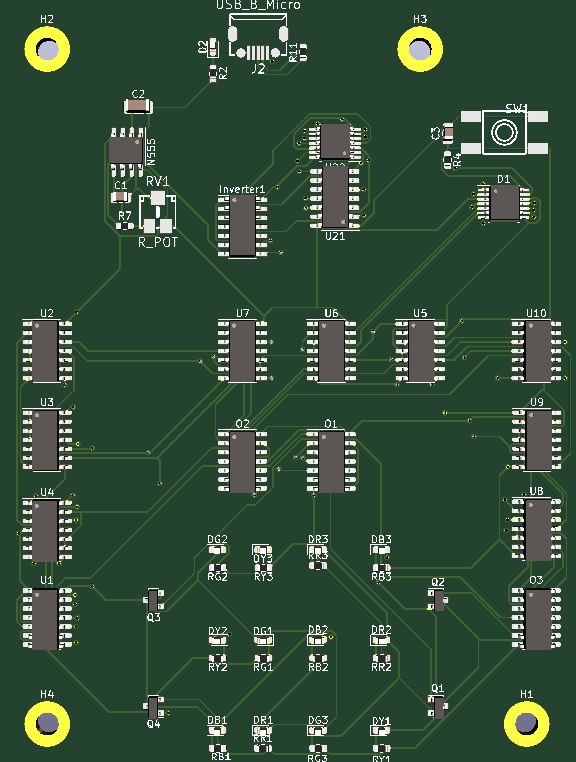 USB_B_Micro
H2
H3
D2
R2
J2
R11
C2
N555
SW1
C3
R4
C1
RV1
R7
R_POT
Inverter1
U21
D1
U2
U7
U6
U5
U10
U3
O2
O1
U9
U4
U8
U1
DG2
DY3
DR3
DB3
RG2
RY3
RR3
RB3
Q3
Q2
O3
DY2
DG1
DB2
DR2
RY2
RG1
RB2
RR2
H4
Q4
Q1
H1
DB1
DR1
DG3
DY1
RB1
RR1
RG3
RY1